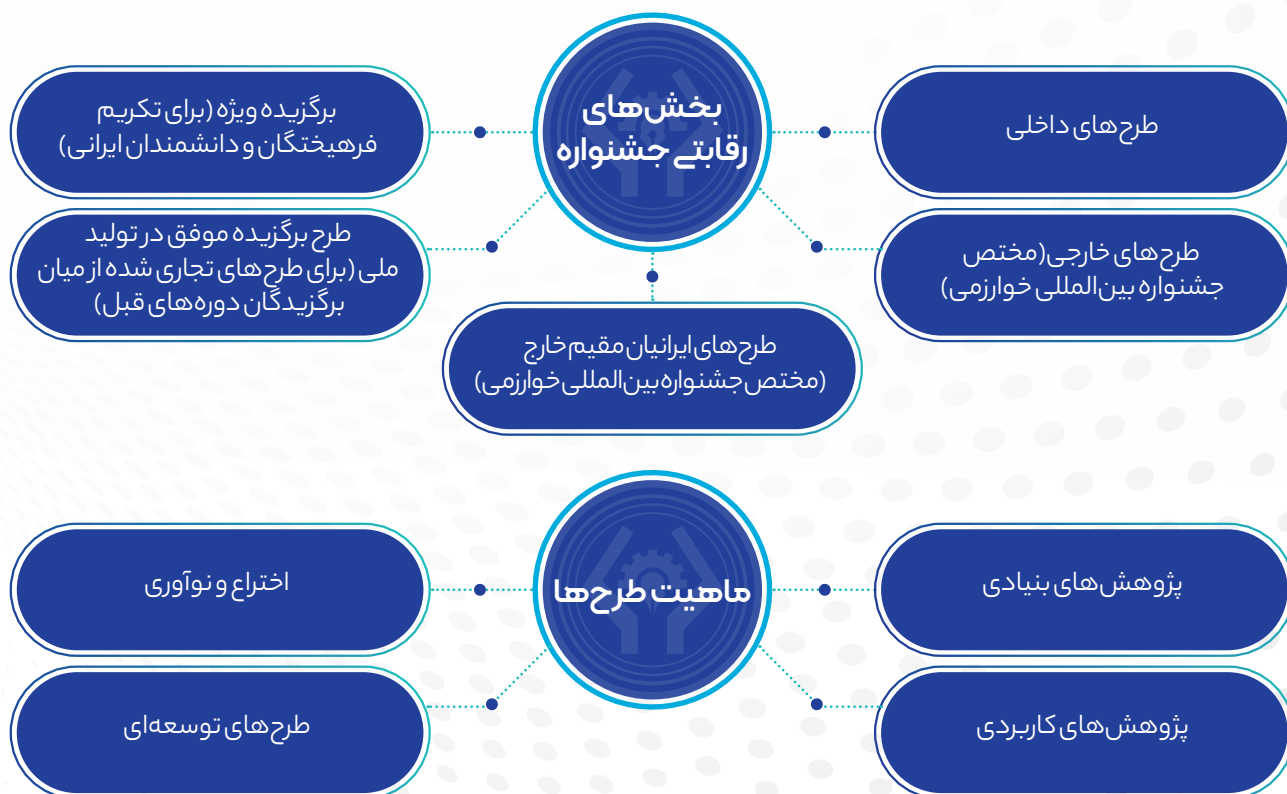 بخش‌های
رقابتی جشنواره
طرح‌های داخلی
طرح‌های خارجی (مختص
جشنواره بین‌المللی خوارزمی)
طرح‌های ایرانیان مقیم خارج
(مختص جشنواره بین‌المللی خوارزمی)
برگزیده ویژه (برای تکریم
فرهیختگان و دانشمندان ایرانی)
طرح برگزیده موفق در تولید
ملی (برای طرح‌های تجاری شده از میان
برگزیدگان دوره‌های قبل)
ماهیت طرح‌ها
پژوهش‌های بنیادی
پژوهش‌های کاربردی
اختراع و نوآوری
طرح‌های توسعه‌ای